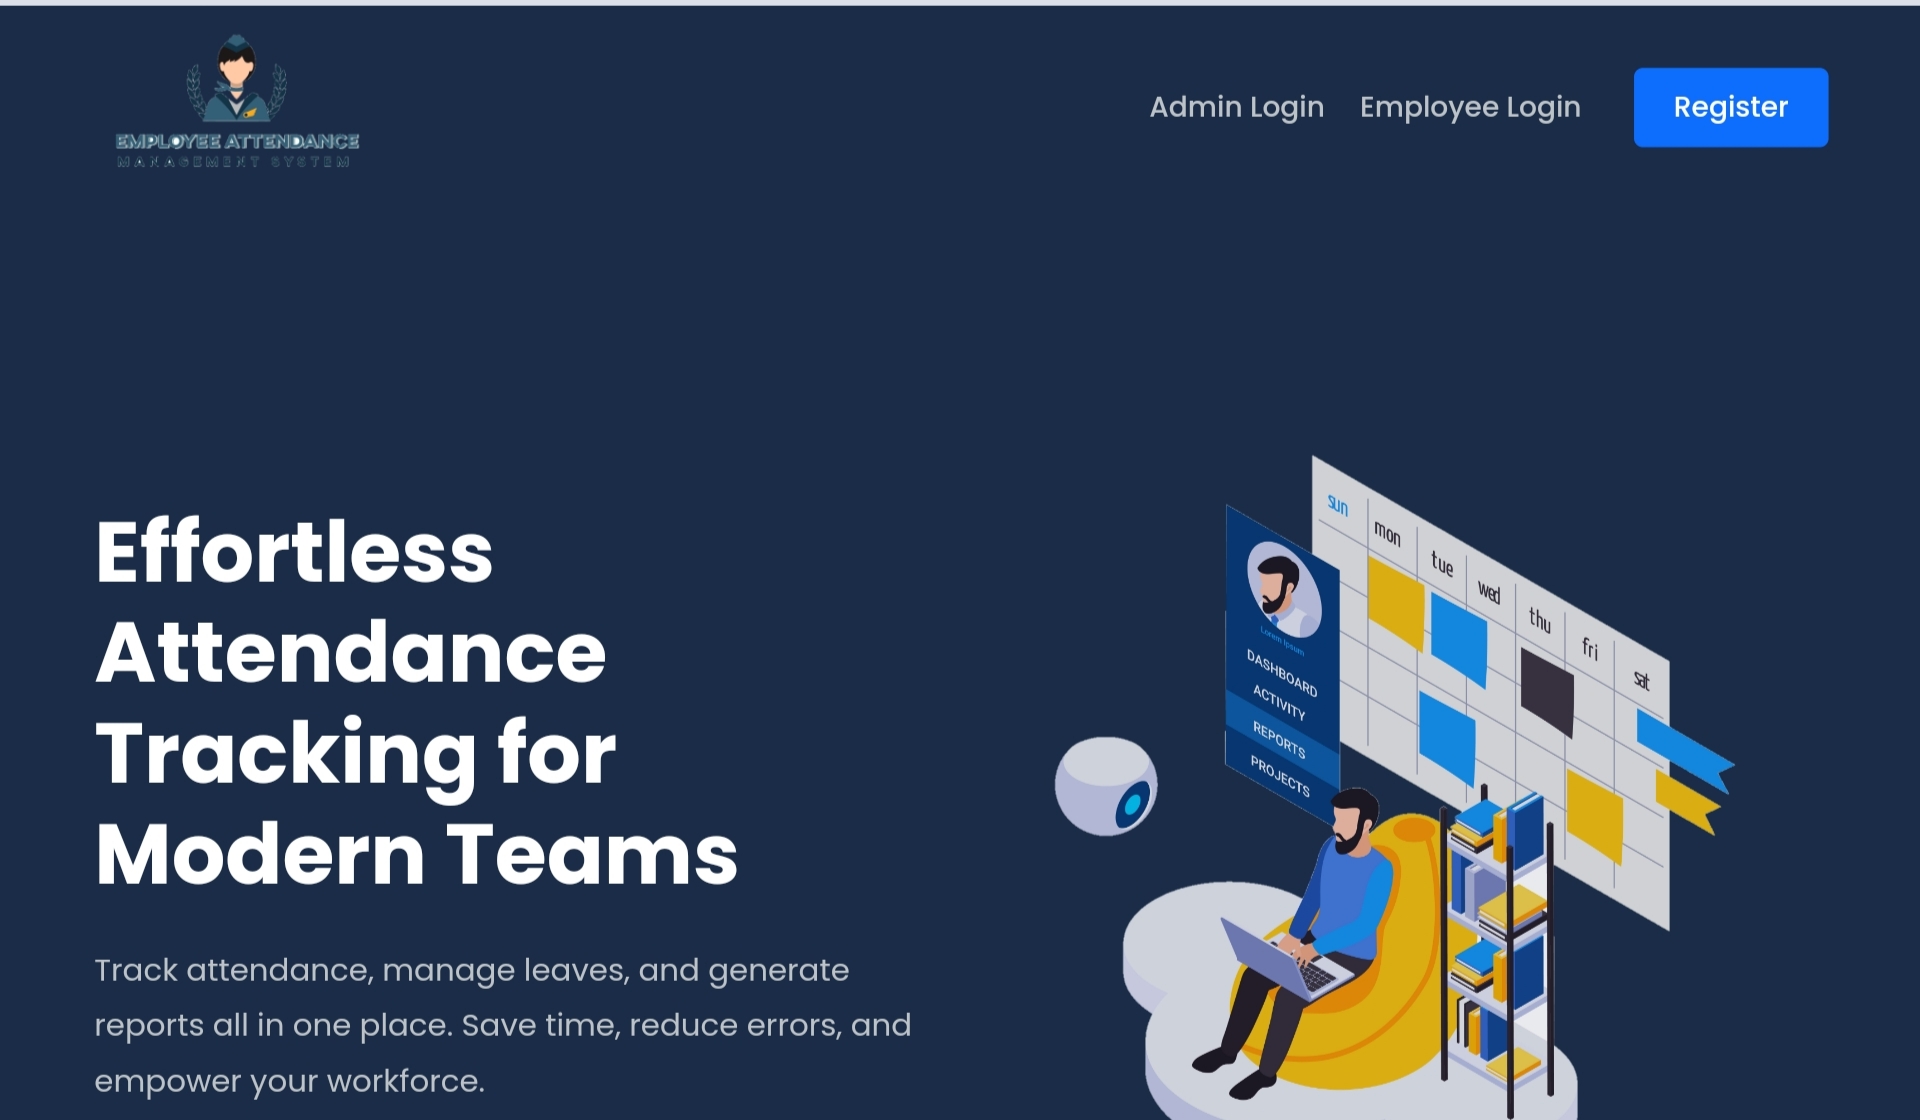 EMPLOYEE ATTENDANCE
MANAGEMENT SYSTEM
Admin Login
Employee Login
Register
Effortless
Attendance
Tracking for
Modern Teams
Track attendance, manage leaves, and generate
reports all in one place. Save time, reduce errors, and
empower your workforce.
sun
mon
tue
wed
thu
fri
sat
Lorem Ipsum
DASHBOARD
ACTIVITY
REPORTS
PROJECTS